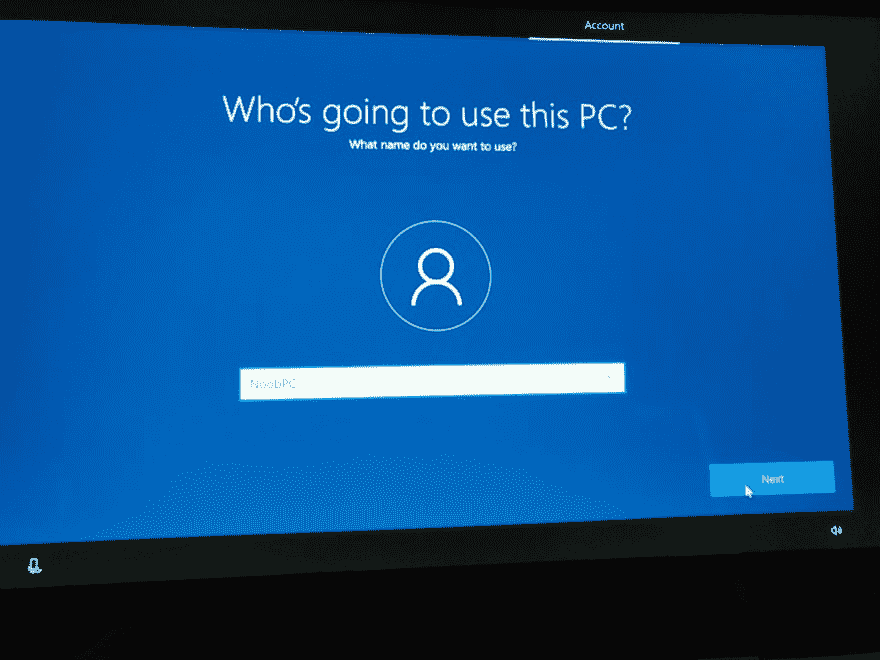 Account
Who's going to use this PC?
What name do you want to use?
NoobPC
Next